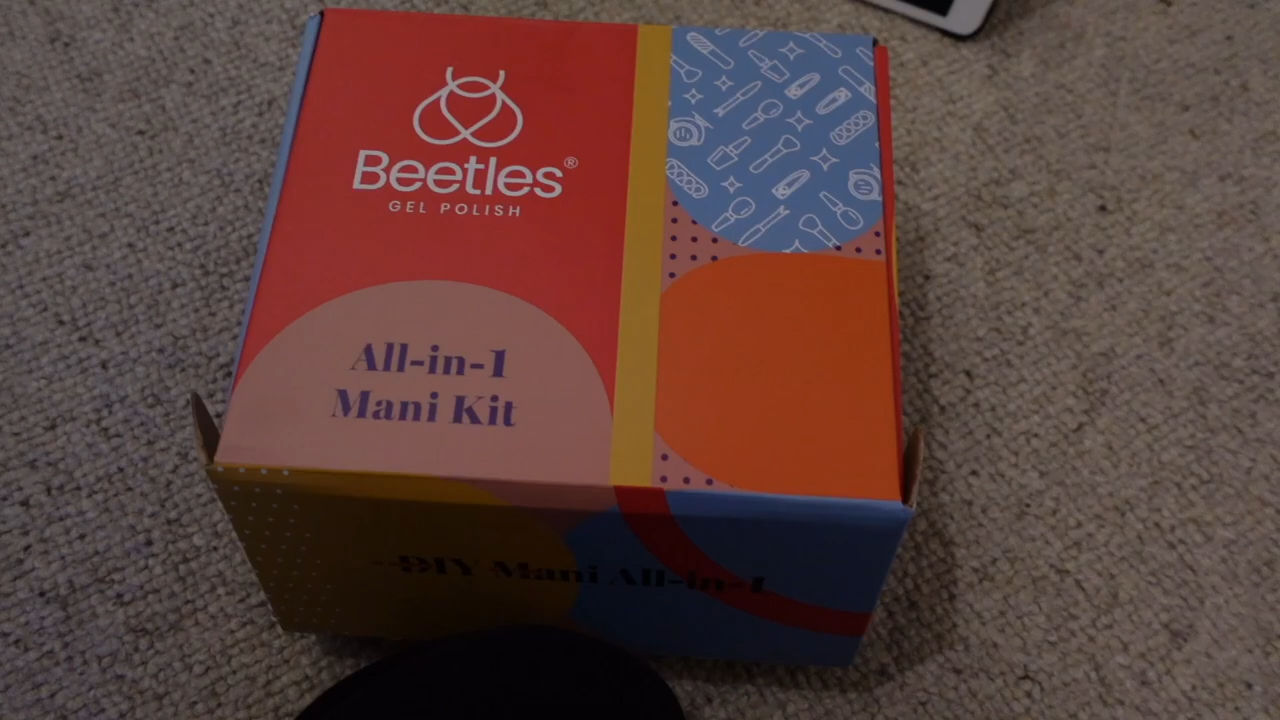 Beetles®
GEL POLISH
All-in-1
Mani Kit
DIY Mani All-in-1